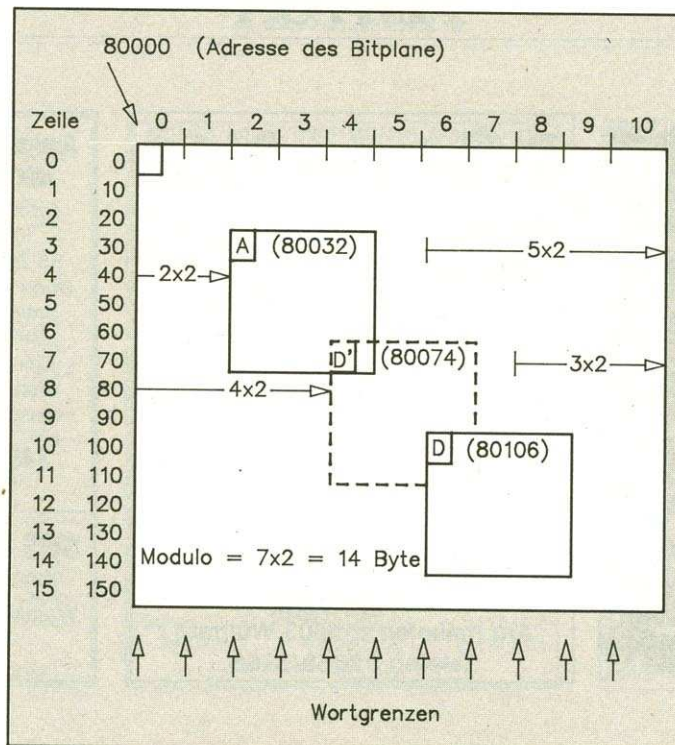 80000 (Adresse des Bitplane)
Zeile 0 1 2 3 4 5 6 7 8 9 10
0 0
1 10
2 20
3 30 A (80032) 5x2
4 40 2x2
5 50
6 60
7 70 D' (80074) 3x2
8 80 4x2
9 90
10 100 D (80106)
11 110
12 120
13 130
14 140 Modulo = 7x2 = 14 Byte
15 150
Wortgrenzen